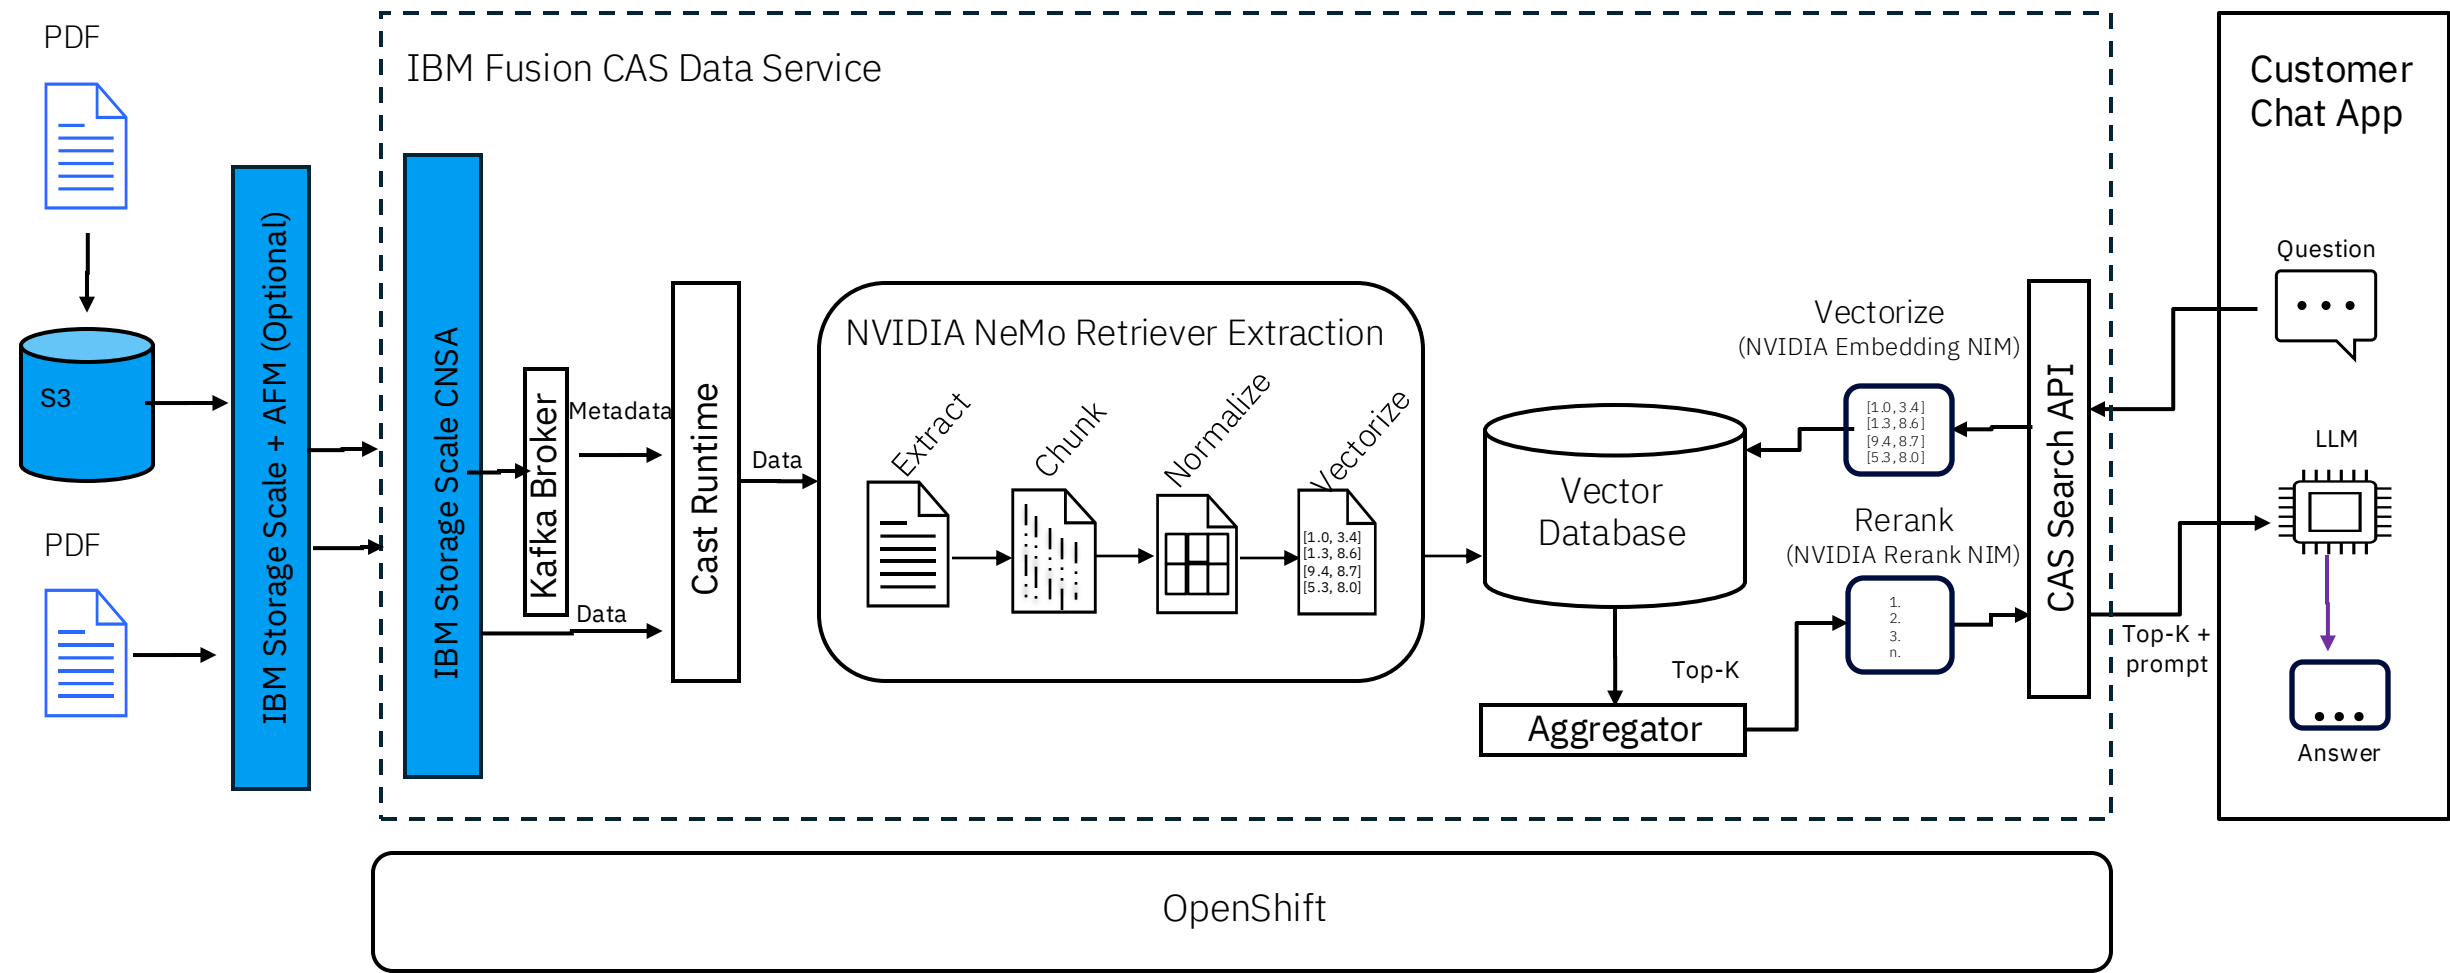 PDF
S3
PDF
IBM Storage Scale + AFM (Optional)
IBM Fusion CAS Data Service
IBM Storage Scale CNSA
Kafka Broker
Metadata
Data
Cast Runtime
Data
NVIDIA NeMo Retriever Extraction
Extract
Chunk
Normalize
Vectorize
[1.0, 3.4]
[1.3, 8.6]
[9.4, 8.7]
[5.3, 8.0]
Vector
Database
Top-K
Aggregator
Vectorize
(NVIDIA Embedding NIM)
[1.0, 3.4]
[1.3, 8.6]
[9.4, 8.7]
[5.3, 8.0]
Rerank
(NVIDIA Rerank NIM)
1.
2.
3.
n.
CAS Search API
Top-K +
prompt
Customer
Chat App
Question
LLM
Answer
OpenShift